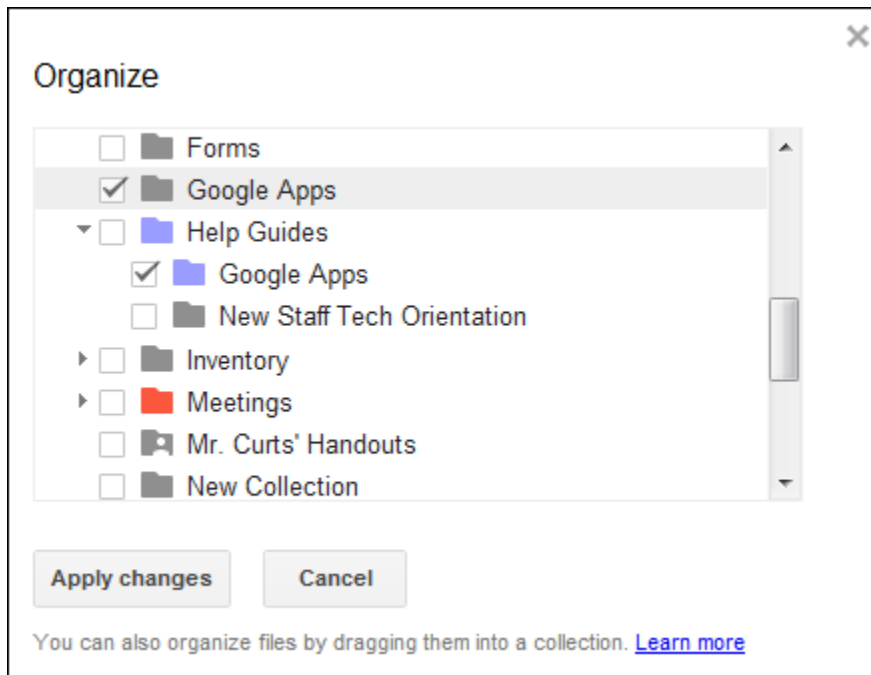 Organize
Forms
Google Apps
Help Guides
Google Apps
New Staff Tech Orientation
Inventory
Meetings
Mr. Curts' Handouts
New Collection
Apply changes
Cancel
You can also organize files by dragging them into a collection. Learn more